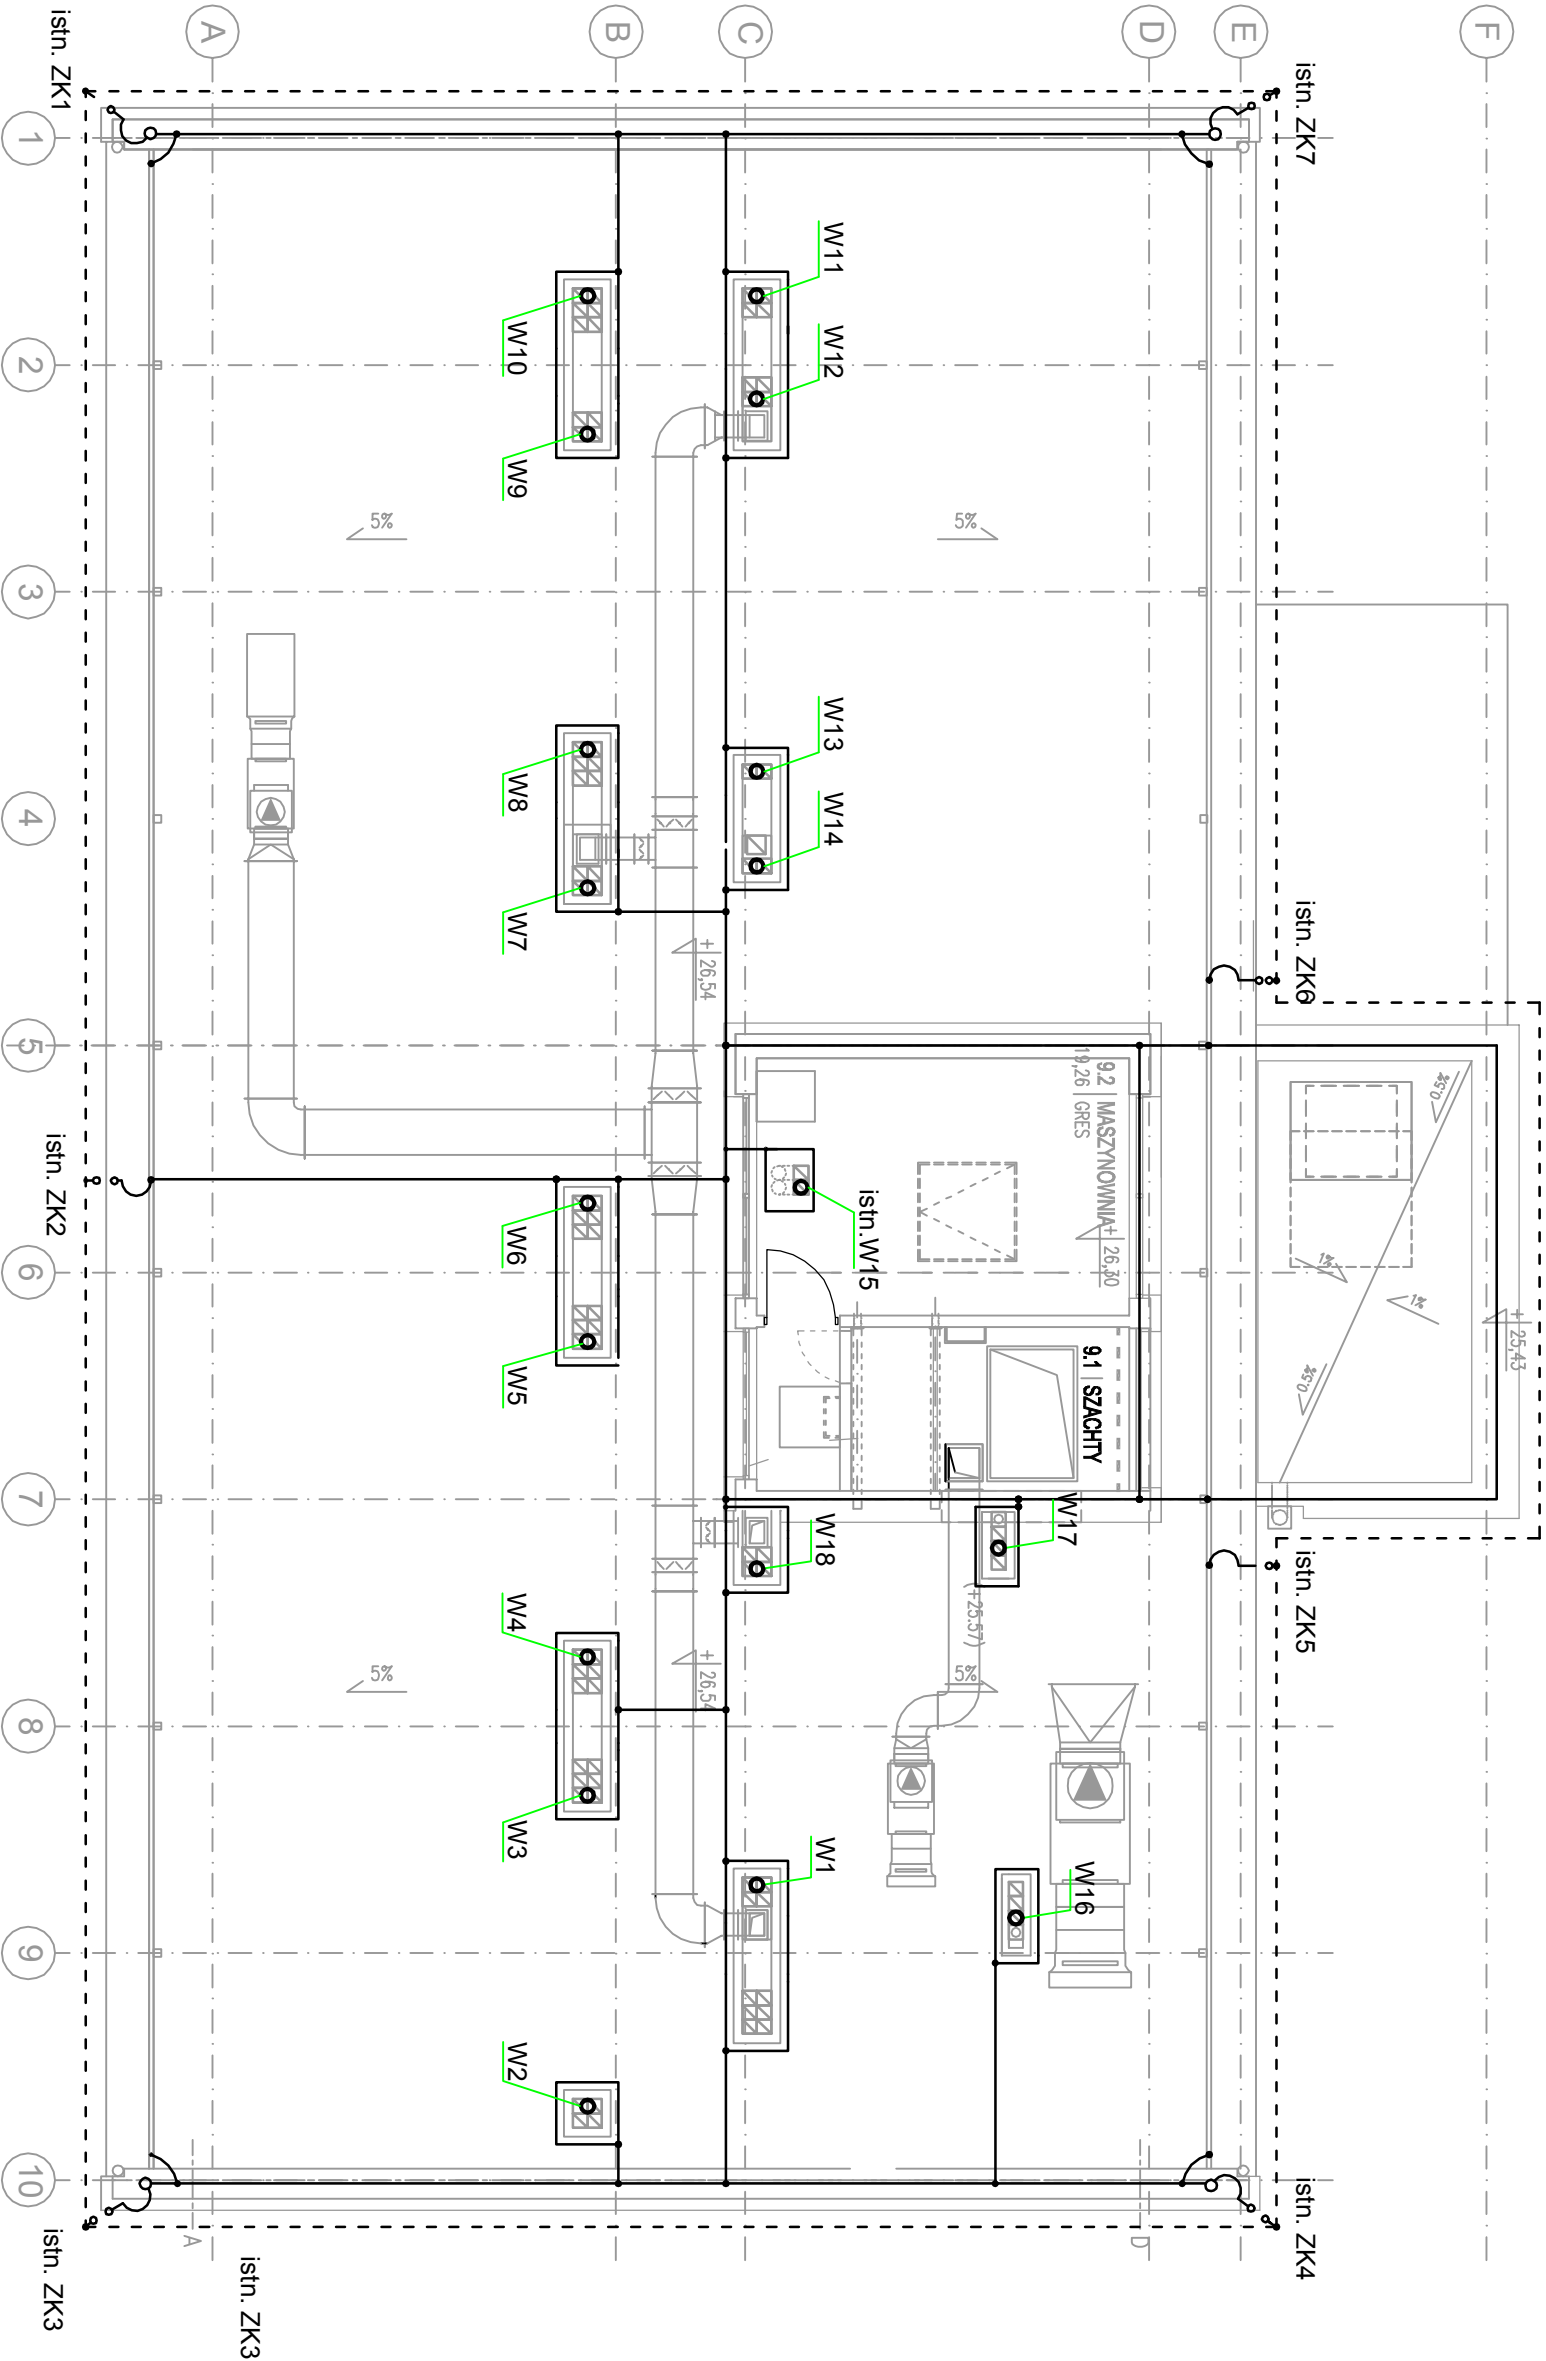 A
B
C
D
E
F
istn. ZK1
istn. ZK7
1
W11
W10
W12
2
W9
5%
5%
3
W13
W8
W14
4
W7
istn. ZK6
+ 26,54
5
9.2 MASZYNOWNIA
19,26 GRES
0.5%
istn. ZK2
istn.W15
W6
+ 26,30
1%
1%
6
+ 25,43
9.1 SZACHTY
W5
0.5%
7
W17
W18
istn. ZK5
W4
(+25.57)
+ 26,54
5%
5%
8
W3
W1
W16
9
W2
10
istn. ZK4
A
D
istn. ZK3
istn. ZK3